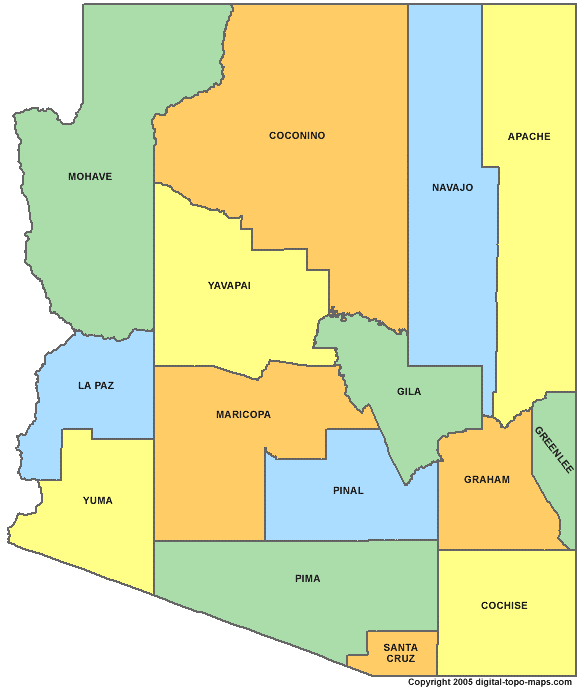 COCONINO
APACHE
MOHAVE
NAVAJO
YAVAPAI
LA PAZ
GILA
MARICOPA
GREENLEE
GRAHAM
PINAL
YUMA
PIMA
COCHISE
SANTA
CRUZ
Copyright 2005 digital-topo-maps.com